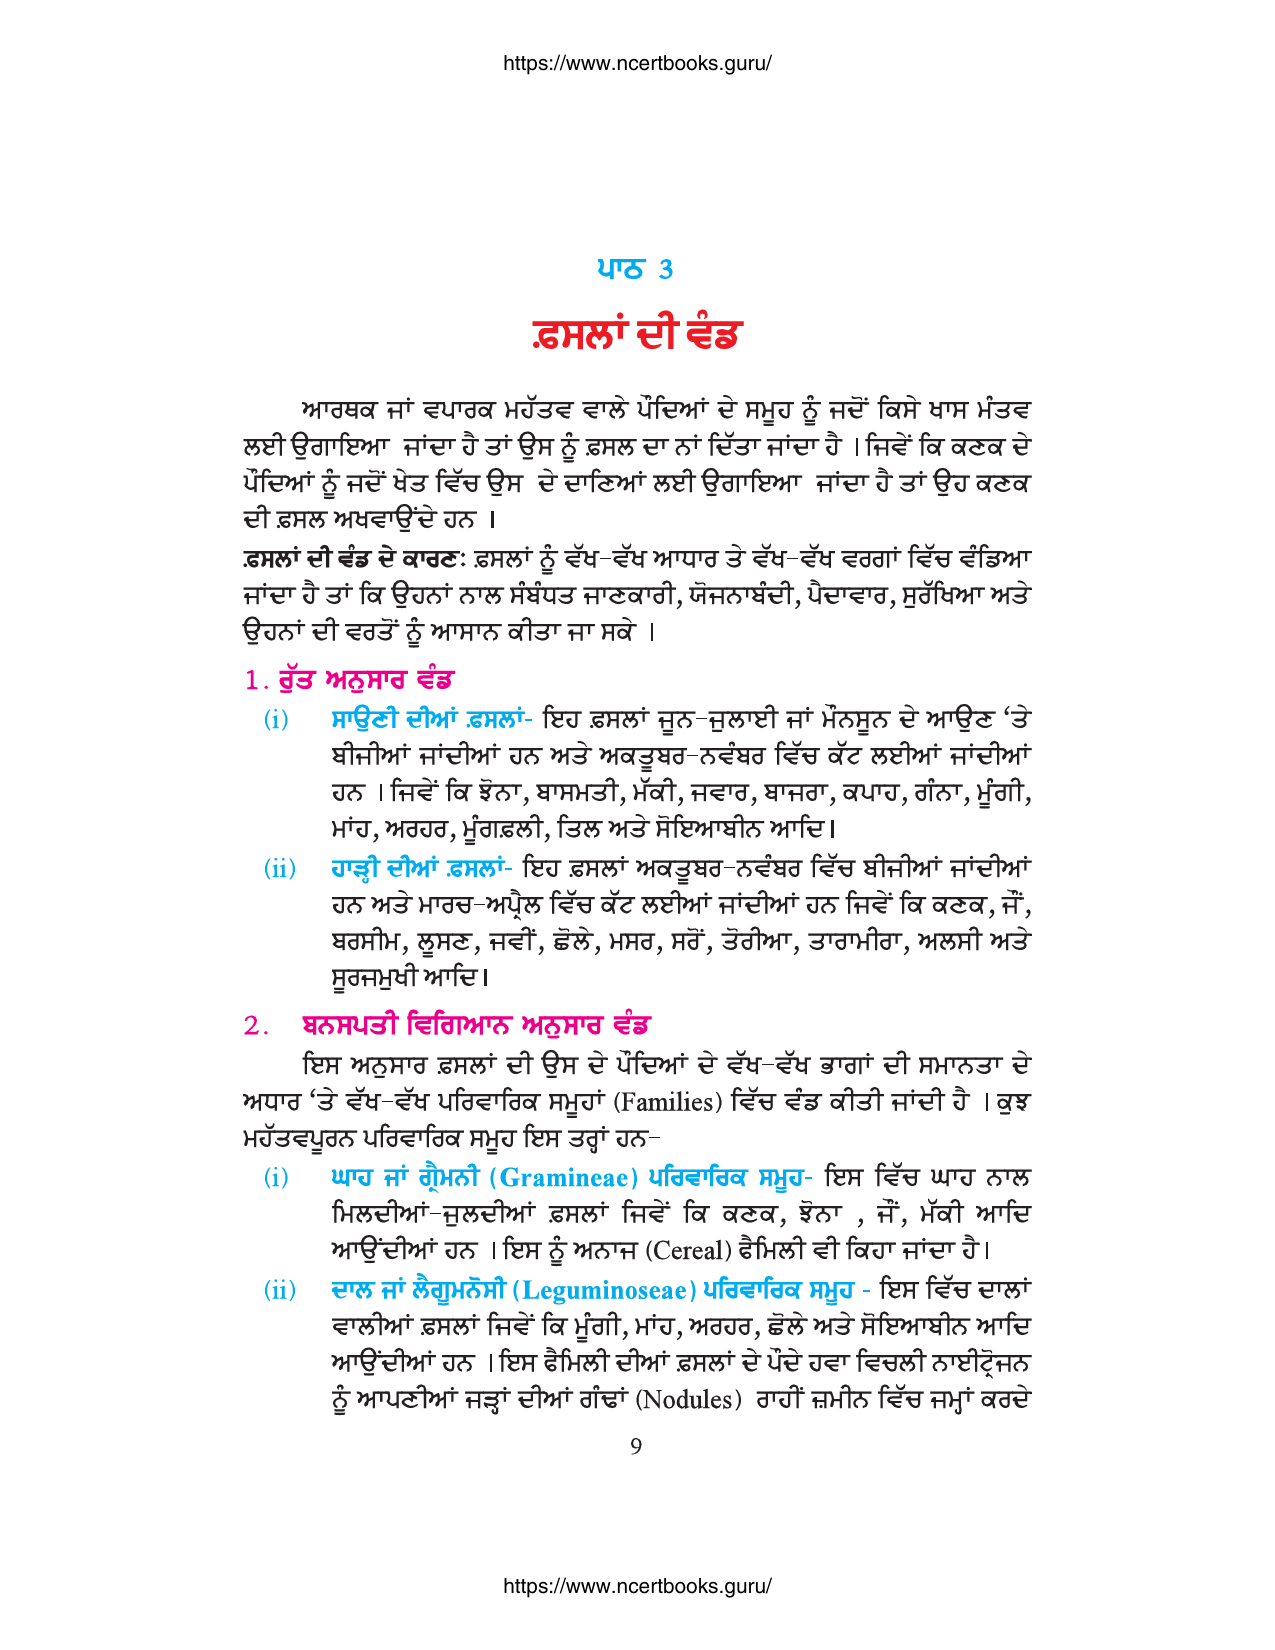 https://www.ncertbooks.guru/
ਪਾਠ 3
ਫ਼ਸਲਾਂ ਦੀ ਵੰਡ
ਆਰਥਕ ਜਾਂ ਵਪਾਰਕ ਮਹੱਤਵ ਵਾਲੇ ਪੌਦਿਆਂ ਦੇ ਸਮੂਹ ਨੂੰ ਜਦੋਂ ਕਿਸੇ ਖਾਸ ਮੰਤਵ
ਲਈ ਉਗਾਇਆ ਜਾਂਦਾ ਹੈ ਤਾਂ ਉਸ ਨੂੰ ਫ਼ਸਲ ਦਾ ਨਾਂ ਦਿੱਤਾ ਜਾਂਦਾ ਹੈ । ਜਿਵੇਂ ਕਿ ਕਣਕ ਦੇ
ਪੌਦਿਆਂ ਨੂੰ ਜਦੋਂ ਖੇਤ ਵਿੱਚ ਉਸ ਦੇ ਦਾਣਿਆਂ ਲਈ ਉਗਾਇਆ ਜਾਂਦਾ ਹੈ ਤਾਂ ਉਹ ਕਣਕ
ਦੀ ਫ਼ਸਲ ਅਖਵਾਉਂਦੇ ਹਨ ।
ਫ਼ਸਲਾਂ ਦੀ ਵੰਡ ਦੇ ਕਾਰਣ: ਫ਼ਸਲਾਂ ਨੂੰ ਵੱਖ-ਵੱਖ ਆਧਾਰ ਤੇ ਵੱਖ-ਵੱਖ ਵਰਗਾਂ ਵਿੱਚ ਵੰਡਿਆ
ਜਾਂਦਾ ਹੈ ਤਾਂ ਕਿ ਉਹਨਾਂ ਨਾਲ ਸੰਬੰਧਤ ਜਾਣਕਾਰੀ, ਯੋਜਨਾਬੰਦੀ, ਪੈਦਾਵਾਰ, ਸੁਰੱਖਿਆ ਅਤੇ
ਉਹਨਾਂ ਦੀ ਵਰਤੋਂ ਨੂੰ ਆਸਾਨ ਕੀਤਾ ਜਾ ਸਕੇ ।
1. ਰੁੱਤ ਅਨੁਸਾਰ ਵੰਡ
(i) ਸਾਉਣੀ ਦੀਆਂ ਫ਼ਸਲਾਂ- ਇਹ ਫ਼ਸਲਾਂ ਜੂਨ-ਜੁਲਾਈ ਜਾਂ ਮੌਨਸੂਨ ਦੇ ਆਉਣ ‘ਤੇ
ਬੀਜੀਆਂ ਜਾਂਦੀਆਂ ਹਨ ਅਤੇ ਅਕਤੂਬਰ-ਨਵੰਬਰ ਵਿੱਚ ਕੱਟ ਲਈਆਂ ਜਾਂਦੀਆਂ
ਹਨ । ਜਿਵੇਂ ਕਿ ਝੋਨਾ, ਬਾਸਮਤੀ, ਮੱਕੀ, ਜਵਾਰ, ਬਾਜਰਾ, ਕਪਾਹ, ਗੰਨਾ, ਮੂੰਗੀ,
ਮਾਂਹ, ਅਰਹਰ, ਮੂੰਗਫ਼ਲੀ, ਤਿਲ ਅਤੇ ਸੋਇਆਬੀਨ ਆਦਿ।
(ii) ਹਾੜ੍ਹੀ ਦੀਆਂ ਫ਼ਸਲਾਂ- ਇਹ ਫ਼ਸਲਾਂ ਅਕਤੂਬਰ-ਨਵੰਬਰ ਵਿੱਚ ਬੀਜੀਆਂ ਜਾਂਦੀਆਂ
ਹਨ ਅਤੇ ਮਾਰਚ-ਅਪ੍ਰੈਲ ਵਿੱਚ ਕੱਟ ਲਈਆਂ ਜਾਂਦੀਆਂ ਹਨ ਜਿਵੇਂ ਕਿ ਕਣਕ, ਜੌਂ,
ਬਰਸੀਮ, ਲੂਸਣ, ਜਵੀਂ, ਛੋਲੇ, ਮਸਰ, ਸਰੋਂ, ਤੋਰੀਆ, ਤਾਰਾਮੀਰਾ, ਅਲਸੀ ਅਤੇ
ਸੂਰਜਮੁਖੀ ਆਦਿ।
2. ਬਨਸਪਤੀ ਵਿਗਿਆਨ ਅਨੁਸਾਰ ਵੰਡ
ਇਸ ਅਨੁਸਾਰ ਫ਼ਸਲਾਂ ਦੀ ਉਸ ਦੇ ਪੌਦਿਆਂ ਦੇ ਵੱਖ-ਵੱਖ ਭਾਗਾਂ ਦੀ ਸਮਾਨਤਾ ਦੇ
ਅਧਾਰ ‘ਤੇ ਵੱਖ-ਵੱਖ ਪਰਿਵਾਰਿਕ ਸਮੂਹਾਂ (Families) ਵਿੱਚ ਵੰਡ ਕੀਤੀ ਜਾਂਦੀ ਹੈ । ਕੁਝ
ਮਹੱਤਵਪੂਰਨ ਪਰਿਵਾਰਿਕ ਸਮੂਹ ਇਸ ਤਰ੍ਹਾਂ ਹਨ-
(i) ਘਾਹ ਜਾਂ ਗ੍ਰੈਮਨੀ (Gramineae) ਪਰਿਵਾਰਿਕ ਸਮੂਹ- ਇਸ ਵਿੱਚ ਘਾਹ ਨਾਲ
ਮਿਲਦੀਆਂ-ਜੁਲਦੀਆਂ ਫ਼ਸਲਾਂ ਜਿਵੇਂ ਕਿ ਕਣਕ, ਝੋਨਾ , ਜੌਂ, ਮੱਕੀ ਆਦਿ
ਆਉਂਦੀਆਂ ਹਨ । ਇਸ ਨੂੰ ਅਨਾਜ (Cereal) ਫੈਮਿਲੀ ਵੀ ਕਿਹਾ ਜਾਂਦਾ ਹੈ।
(ii) ਦਾਲ ਜਾਂ ਲੈਗੂਮਨੋਸੀ (Leguminoseae) ਪਰਿਵਾਰਿਕ ਸਮੂਹ - ਇਸ ਵਿੱਚ ਦਾਲਾਂ
ਵਾਲੀਆਂ ਫ਼ਸਲਾਂ ਜਿਵੇਂ ਕਿ ਮੂੰਗੀ, ਮਾਂਹ, ਅਰਹਰ, ਛੋਲੇ ਅਤੇ ਸੋਇਆਬੀਨ ਆਦਿ
ਆਉਂਦੀਆਂ ਹਨ । ਇਸ ਫੈਮਿਲੀ ਦੀਆਂ ਫ਼ਸਲਾਂ ਦੇ ਪੌਦੇ ਹਵਾ ਵਿਚਲੀ ਨਾਈਟ੍ਰੋਜਨ
ਨੂੰ ਆਪਣੀਆਂ ਜੜ੍ਹਾਂ ਦੀਆਂ ਗੰਢਾਂ (Nodules) ਰਾਹੀਂ ਜ਼ਮੀਨ ਵਿੱਚ ਜਮ੍ਹਾਂ ਕਰਦੇ
9
https://www.ncertbooks.guru/